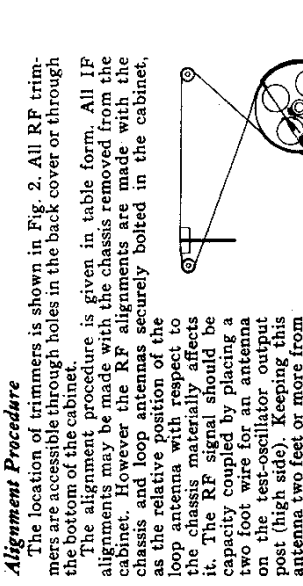 Alignment Procedure
The location of trimmers is shown in Fig. 2. All RF trim-
mers are accessible through holes in the back cover or through
the bottom of the cabinet.
The alignment procedure is given in table form. All IF
alignments may be made with the chassis removed from the
cabinet. However the RF alignments are made with the
chassis and loop antennas securely bolted in the cabinet,
as the relative position of the
loop antenna with respect to
the chassis materially affects
it. The RF signal should be
capacity coupled by placing a
two foot wire for an antenna
on the test-oscillator output
post (high side). Keeping this
antenna two feet or more from